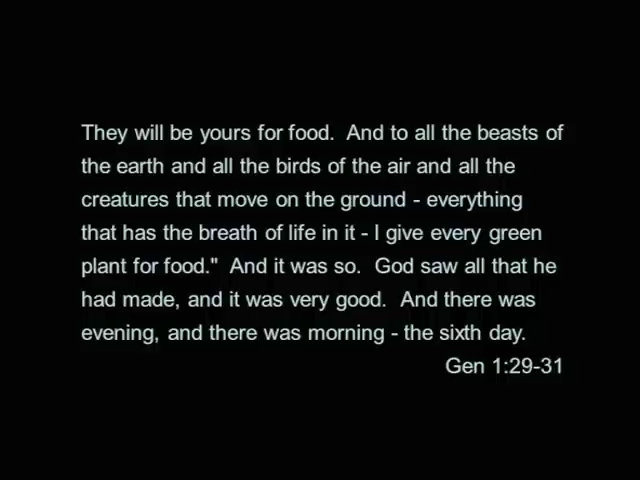 They will be yours for food.  And to all the beasts of
the earth and all the birds of the air and all the
creatures that move on the ground - everything
that has the breath of life in it - I give every green
plant for food."  And it was so.  God saw all that he
had made, and it was very good.  And there was
evening, and there was morning - the sixth day.
Gen 1:29-31